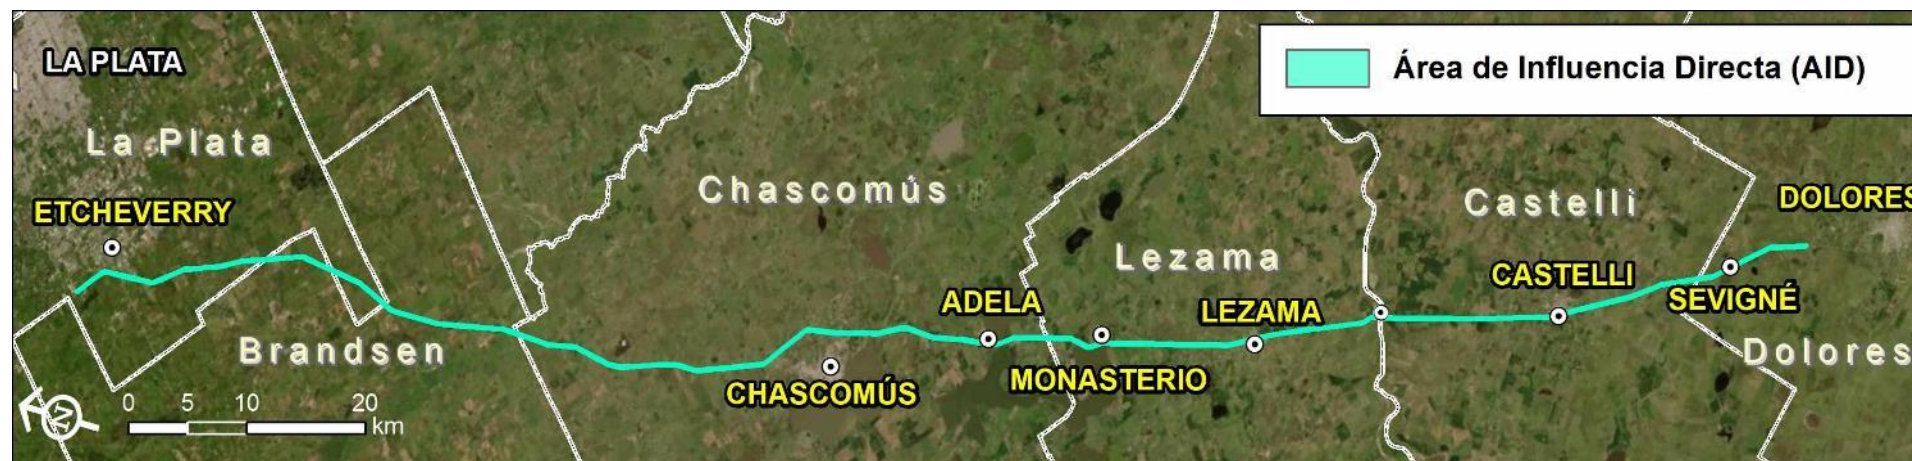 LA PLATA
Área de Influencia Directa (AID)
La Plata
Chascomús
Castelli
DOLORES
ETCHEVERRY
Lezama
CASTELLI
ADELA
LEZAMA
SEVIGNÉ
Brandsen
Dolores
MONASTERIO
CHASCOMÚS
0 5 10 20
km
N